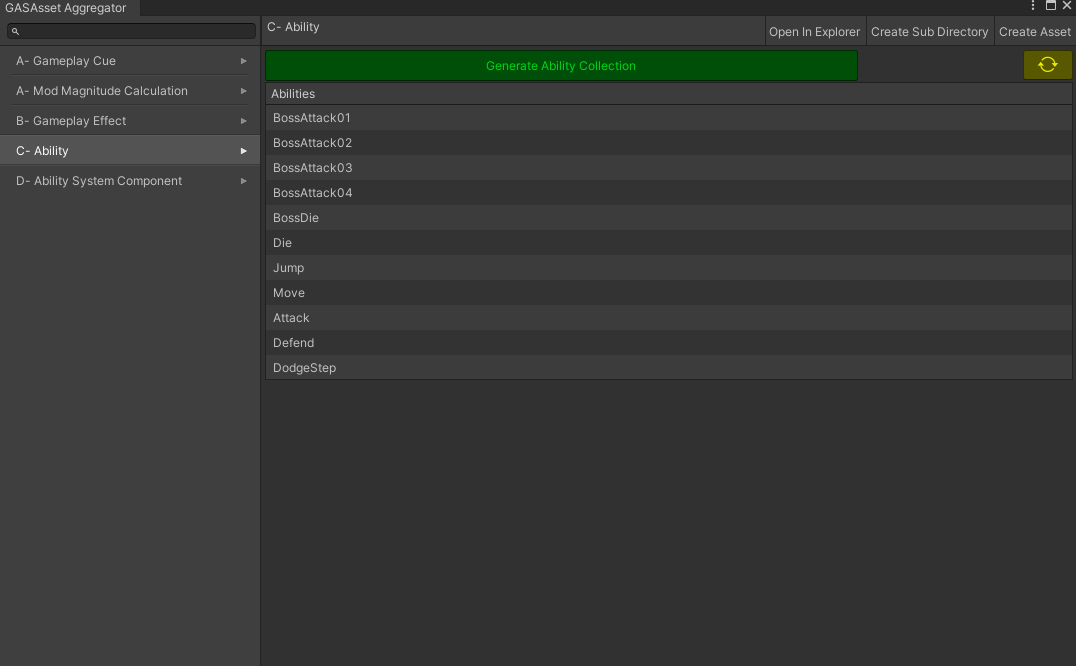 GASAsset Aggregator
C- Ability
Open In Explorer
Create Sub Directory
Create Asset
A- Gameplay Cue
A- Mod Magnitude Calculation
B- Gameplay Effect
C- Ability
D- Ability System Component
Generate Ability Collection
Abilities
BossAttack01
BossAttack02
BossAttack03
BossAttack04
BossDie
Die
Jump
Move
Attack
Defend
DodgeStep